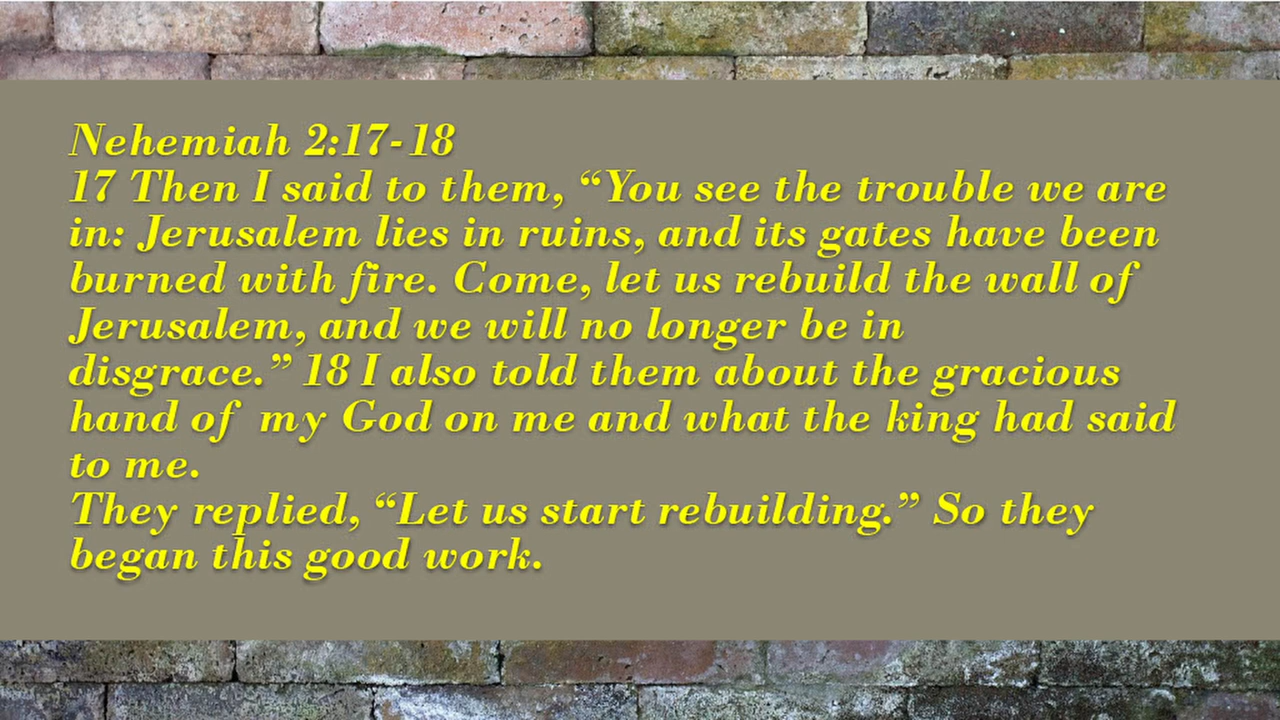 Nehemiah 2:17-18
17 Then I said to them, “You see the trouble we are
in: Jerusalem lies in ruins, and its gates have been
burned with fire. Come, let us rebuild the wall of
Jerusalem, and we will no longer be in
disgrace.” 18 I also told them about the gracious
hand of  my God on me and what the king had said
to me.
They replied, “Let us start rebuilding.” So they
began this good work.